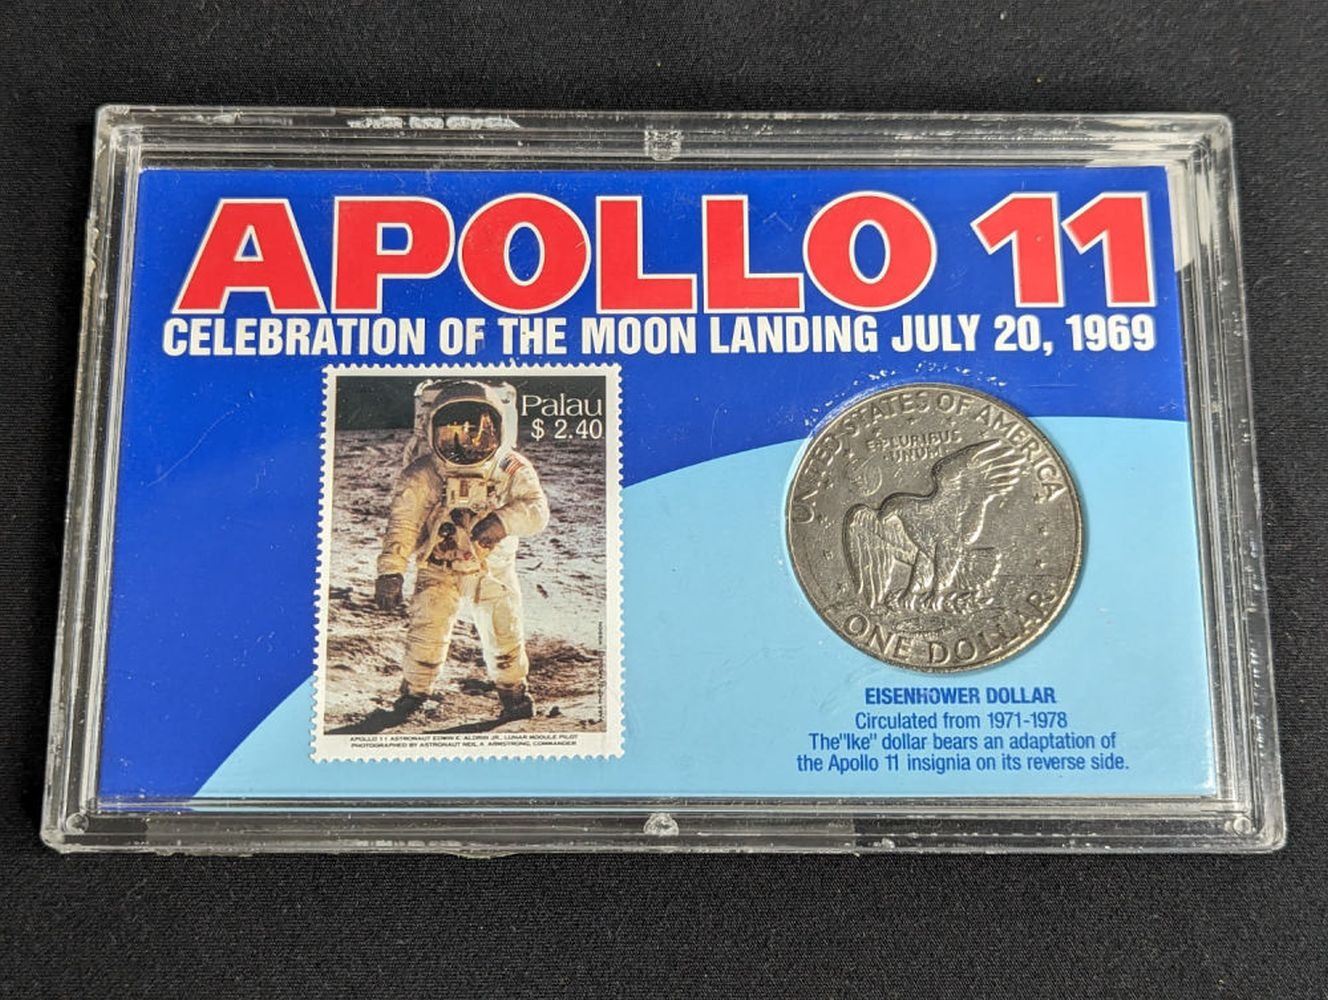 APOLLO 11
CELEBRATION OF THE MOON LANDING JULY 20, 1969
Palau
$ 2.40
APOLLO 11 ASTRONAUT EDWIN E. ALDRIN JR., LUNAR MODULE PILOT
PHOTOGRAPHED BY ASTRONAUT NEIL A. ARMSTRONG, COMMANDER
UNITED STATES OF AMERICA
E PLURIBUS
UNUM
ONE DOLLAR
EISENHOWER DOLLAR
Circulated from 1971-1978
The"Ike" dollar bears an adaptation of
the Apollo 11 insignia on its reverse side.